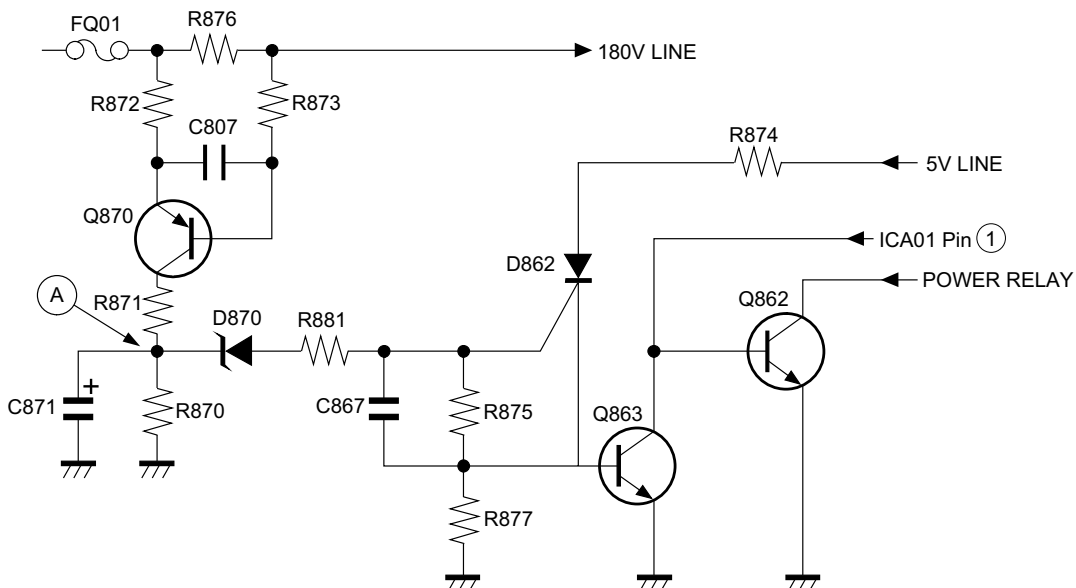 FQ01
R876
180V LINE
R872
R873
C807
R874
5V LINE
Q870
ICA01 Pin 1
D862
POWER RELAY
A
R871
D870
R881
Q862
C871
+
R870
C867
R875
Q863
R877